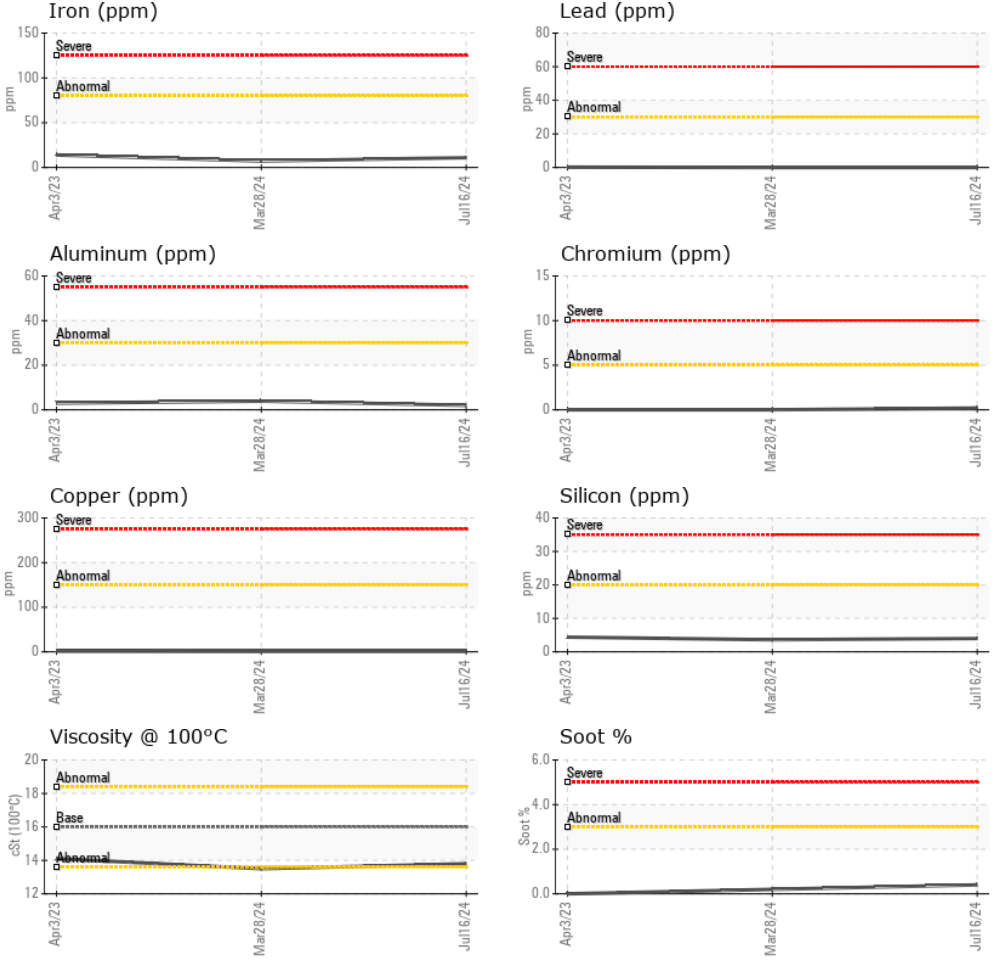 Iron (ppm)
150
100
50
0
ppm
Severe
Abnormal
Apr3/23
Mar28/24
Jul16/24
Lead (ppm)
80
60
40
20
0
ppm
Severe
Abnormal
Apr3/23
Mar28/24
Jul16/24
Aluminum (ppm)
60
40
20
0
ppm
Severe
Abnormal
Apr3/23
Mar28/24
Jul16/24
Chromium (ppm)
15
10
5
0
ppm
Severe
Abnormal
Apr3/23
Mar28/24
Jul16/24
Copper (ppm)
300
200
100
0
ppm
Severe
Abnormal
Apr3/23
Mar28/24
Jul16/24
Silicon (ppm)
40
30
20
10
0
ppm
Severe
Abnormal
Apr3/23
Mar28/24
Jul16/24
Viscosity @ 100°C
20
18
16
14
12
cSt (100°C)
Abnormal
Base
Abnormal
Apr3/23
Mar28/24
Jul16/24
Soot %
6.0
4.0
2.0
0.0
Soot %
Severe
Abnormal
Apr3/23
Mar28/24
Jul16/24